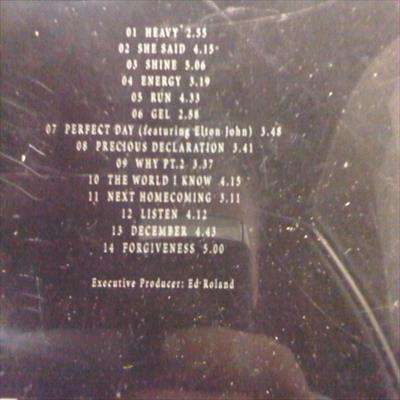 01 HEAVY 2.55
02 SHE SAID 4.15
03 SHINE 5.06
04 ENERGY 3.19
05 RUN 4.33
06 GEL 2.58
07 PERFECT DAY (featuring Elton John) 3.48
08 PRECIOUS DECLARATION 3.41
09 WHY PT.2 3.37
10 THE WORLD I KNOW 4.15
11 NEXT HOMECOMING 3.11
12 LISTEN 4.12
13 DECEMBER 4.43
14 FORGIVENESS 5.00
Executive Producer: Ed Roland